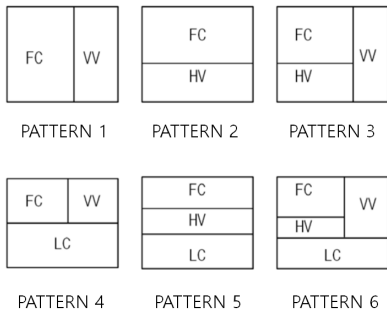 FC VV
FC
HV
FC
HV
VV
PATTERN 1 PATTERN 2 PATTERN 3
FC VV
LC
FC
HV
LC
FC
HV
VV
LC
PATTERN 4 PATTERN 5 PATTERN 6